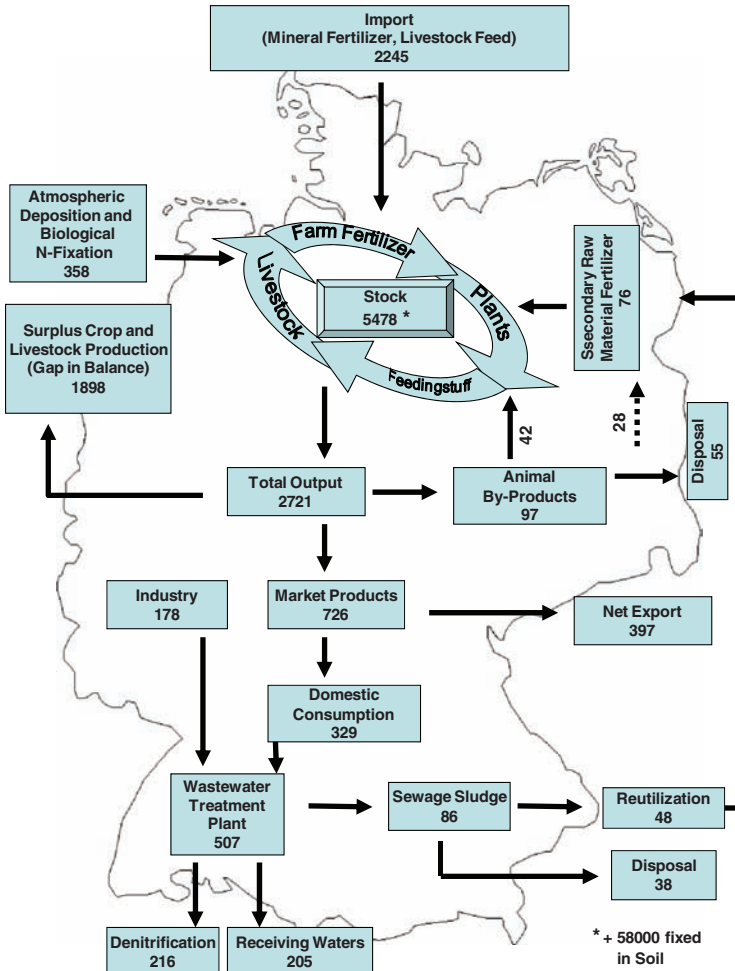 Import
(Mineral Fertilizer, Livestock Feed)
2245
Atmospheric
Deposition and
Biological
N-Fixation
358
Farm Fertilizer
Livestock
Plants
Feedingstuff
Stock
5478 *
Ssecondary Raw
Material Fertilizer
76
Surplus Crop and
Livestock Production
(Gap in Balance)
1898
42
28
Disposal
55
Total Output
2721
Animal
By-Products
97
Industry
178
Market Products
726
Net Export
397
Domestic
Consumption
329
Wastewater
Treatment
Plant
507
Sewage Sludge
86
Reutilization
48
Disposal
38
Denitrification
216
Receiving Waters
205
* + 58000 fixed
in Soil